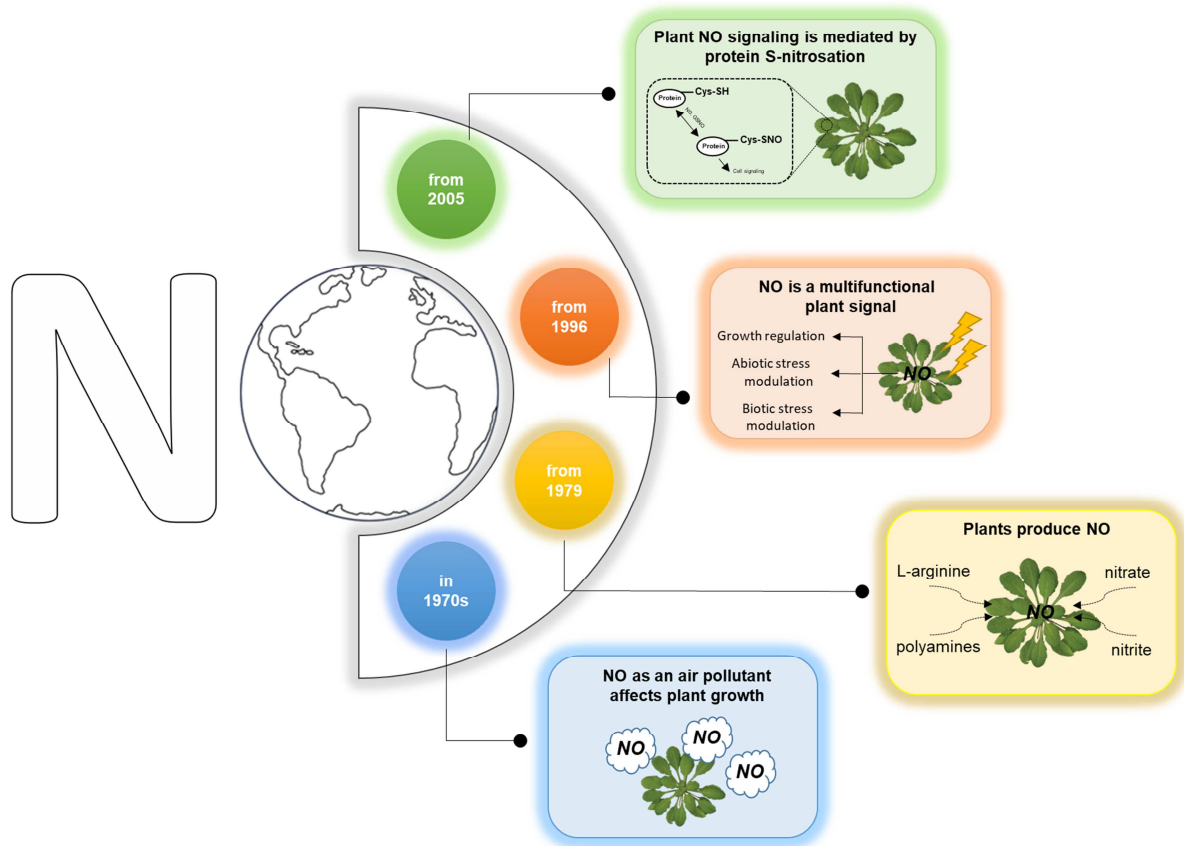 Plant NO signaling is mediated by
protein S-nitrosation
Cys-SH
Protein
NO, GSNO
Cys-SNO
Protein
Cell signaling
from
2005
N
from
1996
NO is a multifunctional
plant signal
Growth regulation
Abiotic stress
modulation
NO
Biotic stress
modulation
from
1979
Plants produce NO
L-arginine
nitrate
NO
polyamines
nitrite
in
1970s
NO as an air pollutant
affects plant growth
NO
NO
NO